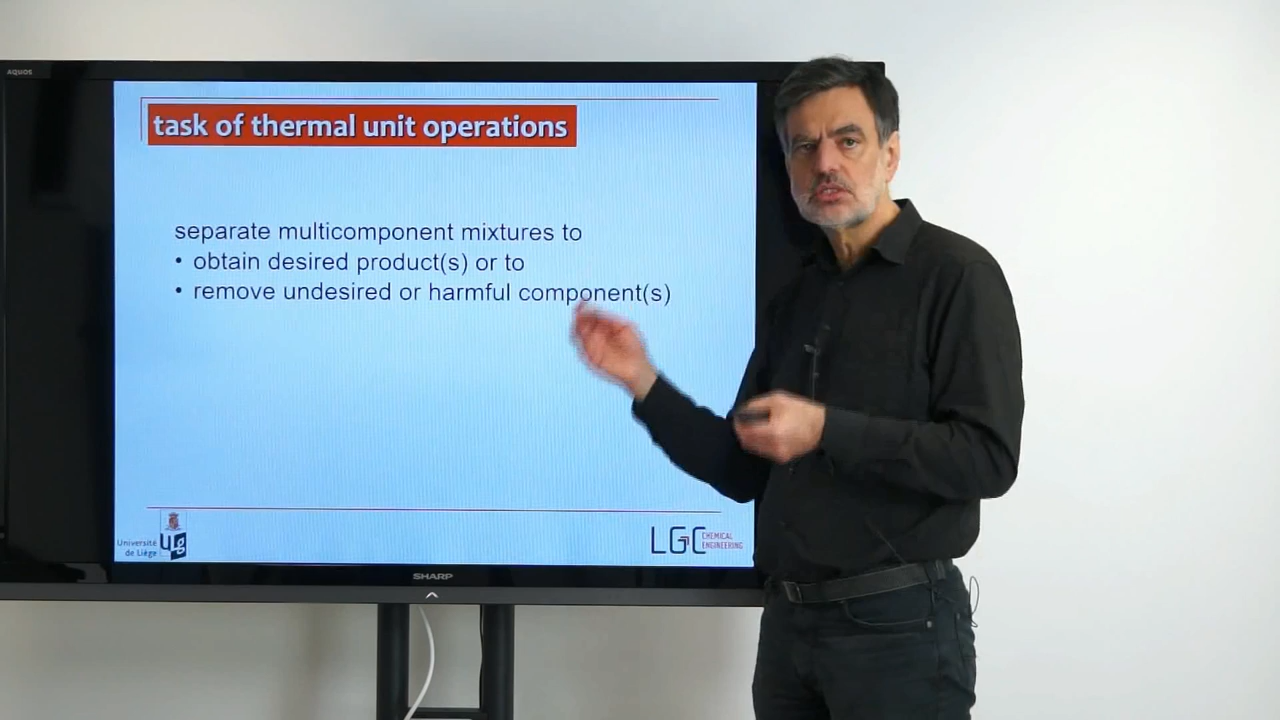 AQUOS
task of thermal unit operations
separate multicomponent mixtures to
• obtain desired product(s) or to
• remove undesired or harmful component(s)
Université
de Liège
ULg
LGC
CHEMICAL
ENGINEERING
SHARP